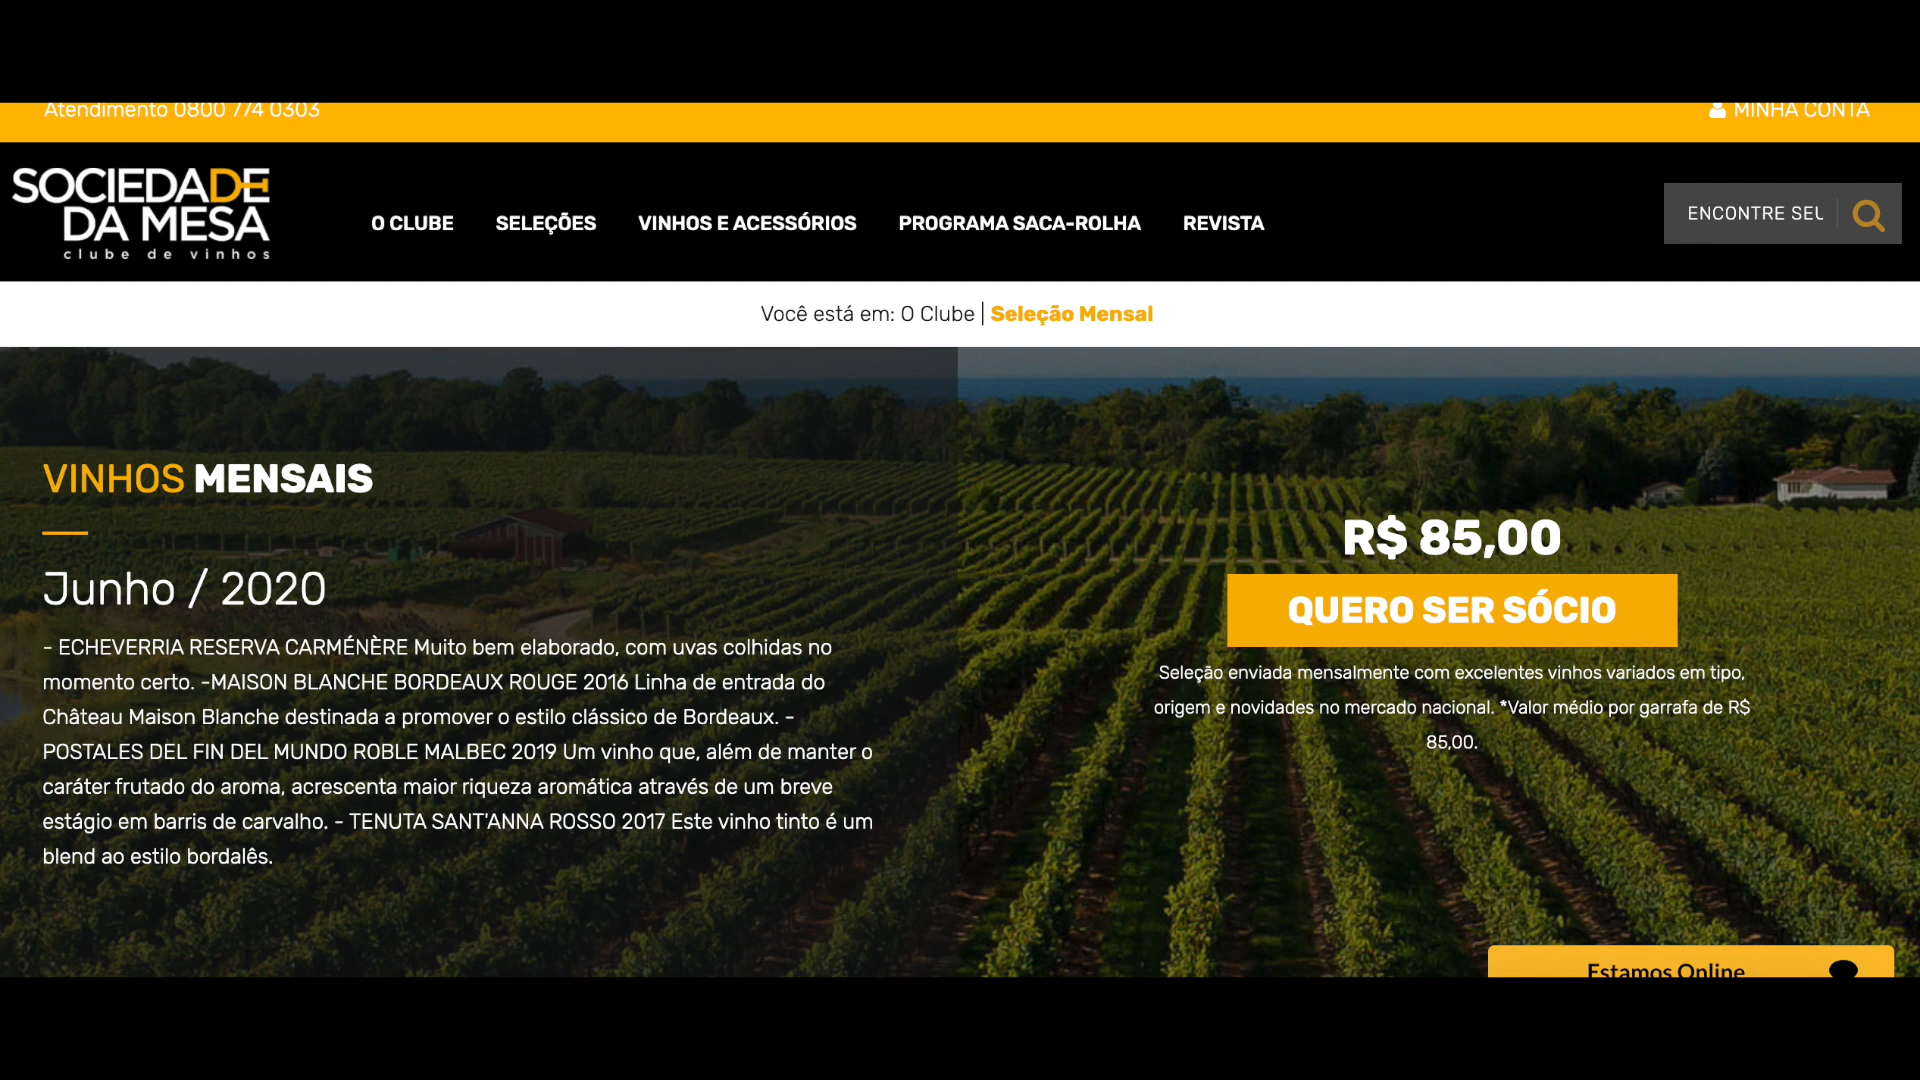 Atendimento 0800 774 0303
MINHA CONTA
SOCIEDADE
DA MESA
clube de vinhos
O CLUBE SELEÇÕES VINHOS E ACESSÓRIOS PROGRAMA SACA-ROLHA REVISTA
ENCONTRE SEU
Você está em: O Clube | Seleção Mensal
VINHOS MENSAIS
Junho / 2020
- ECHEVERRIA RESERVA CARMÉNÈRE Muito bem elaborado, com uvas colhidas no
momento certo. -MAISON BLANCHE BORDEAUX ROUGE 2016 Linha de entrada do
Château Maison Blanche destinada a promover o estilo clássico de Bordeaux. -
POSTALES DEL FIN DEL MUNDO ROBLE MALBEC 2019 Um vinho que, além de manter o
caráter frutado do aroma, acrescenta maior riqueza aromática através de um breve
estágio em barris de carvalho. - TENUTA SANT'ANNA ROSSO 2017 Este vinho tinto é um
blend ao estilo bordalês.
R$ 85,00
QUERO SER SÓCIO
Seleção enviada mensalmente com excelentes vinhos variados em tipo,
origem e novidades no mercado nacional. *Valor médio por garrafa de R$
85,00.
Estamos Online